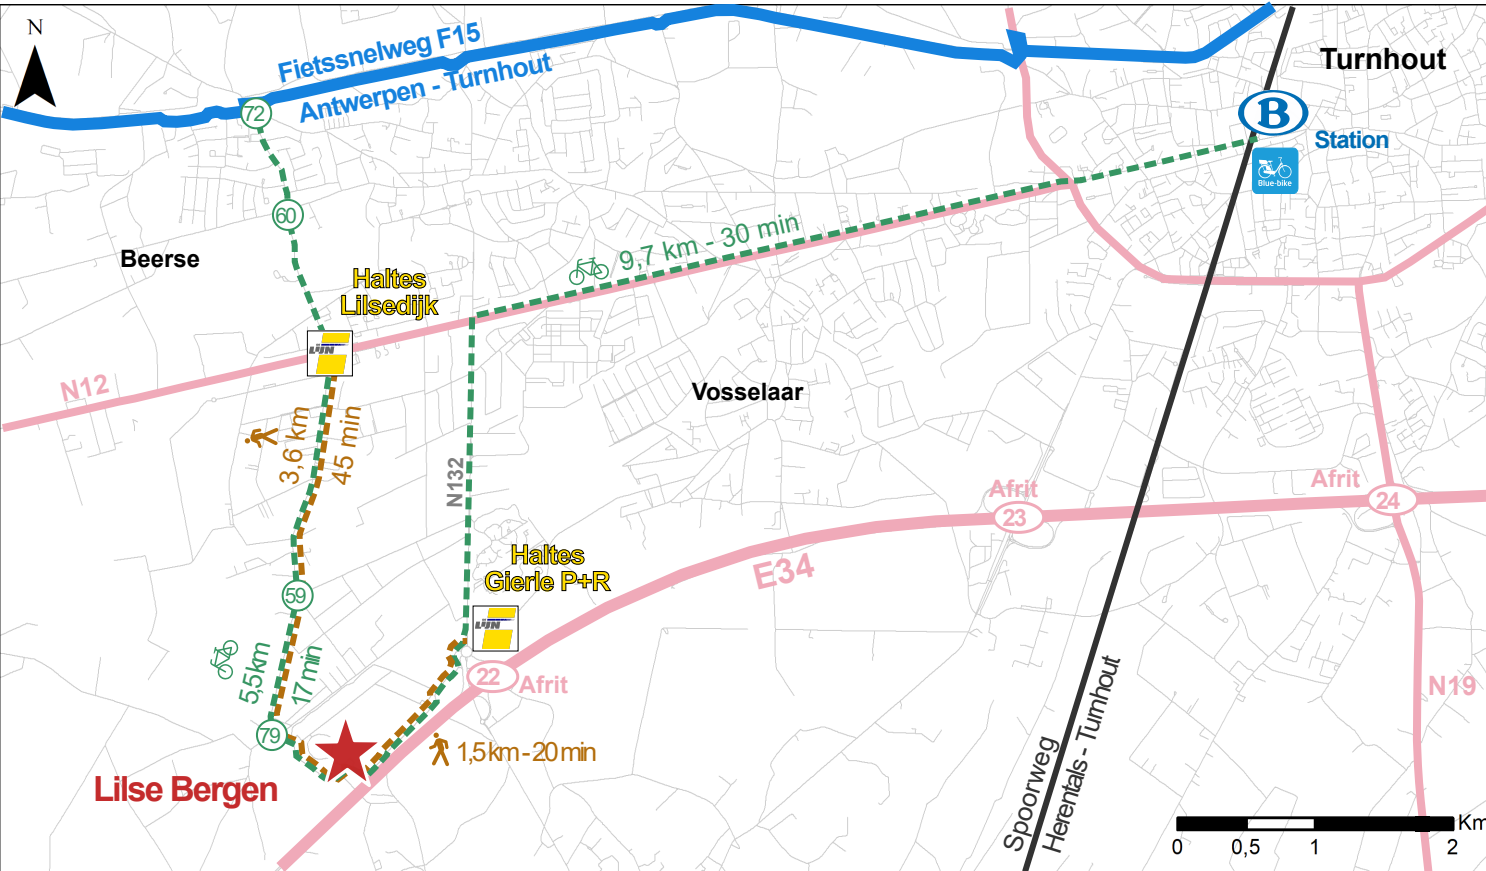 N
Fietssnelweg F15
Antwerpen - Turnhout
Turnhout
B
Station
Blue-bike
72
60
Beerse
Haltes
Lilsedijk
LIJN
9,7 km - 30 min
N12
Vosselaar
3,6 km
45 min
N132
Afrit
23
Afrit
24
E34
Haltes
Gierle P+R
LIJN
59
5,5km
17min
22
Afrit
79
1,5km-20min
Lilse Bergen
N19
Spoorweg
Herentals - Turnhout
Km
0 0,5 1 2